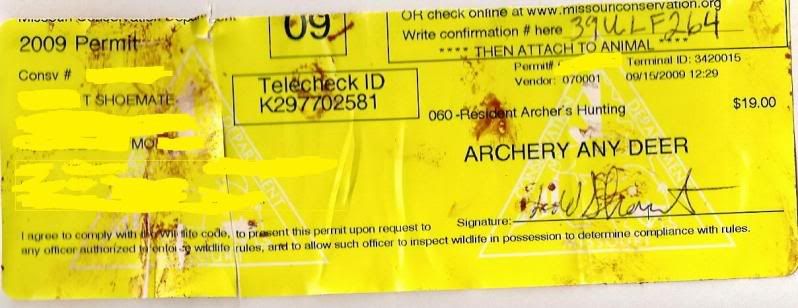 Missouri Conservation Department
2009 Permit
Consv #
T SHOEMATE
MO
09
Telecheck ID
K297702581
OR check online at www.missouriconservation.org
Write confirmation # here 39ULF264
**** THEN ATTACH TO ANIMAL ****
Permit# Terminal ID: 3420015
Vendor: 070001 09/15/2009 12:29
060 -Resident Archer's Hunting $19.00
ARCHERY ANY DEER
Signature:
I agree to comply with the wildlife code, to present this permit upon request to
any officer authorized to enforce wildlife rules, and to allow such officer to inspect wildlife in possession to determine compliance with rules.